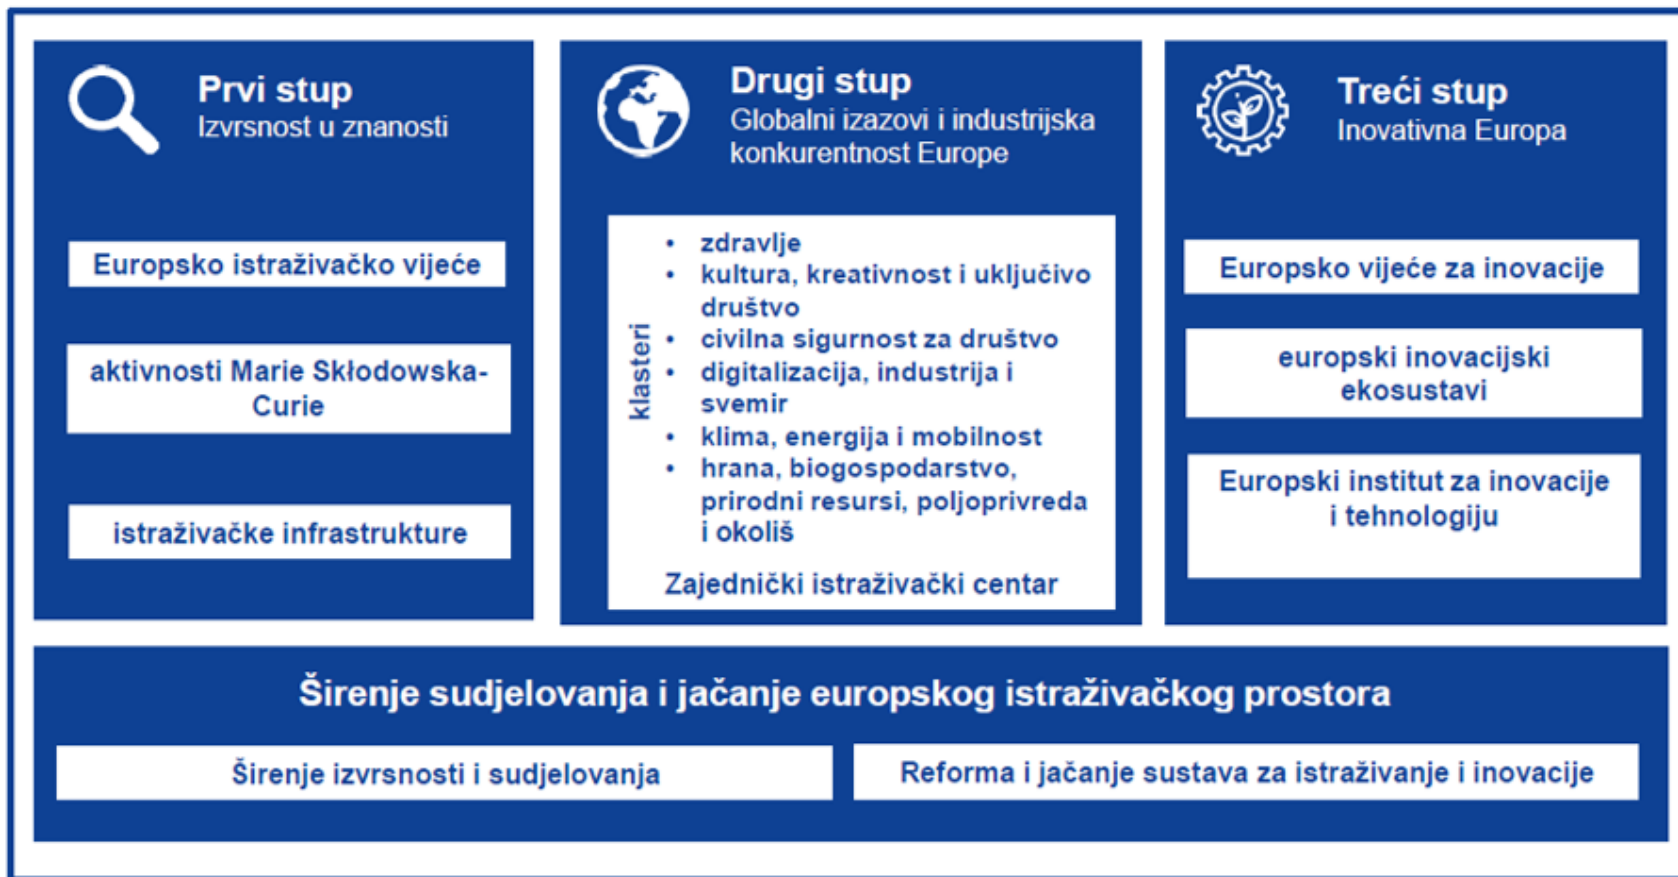 Prvi stup
Izvrsnost u znanosti
Europsko istraživačko vijeće
aktivnosti Marie Skłodowska-
Curie
istraživačke infrastrukture
Drugi stup
Globalni izazovi i industrijska
konkurentnost Europe
klasteri
• zdravlje
• kultura, kreativnost i uključivo
društvo
• civilna sigurnost za društvo
• digitalizacija, industrija i
svemir
• klima, energija i mobilnost
• hrana, biogospodarstvo,
prirodni resursi, poljoprivreda
i okoliš
Zajednički istraživački centar
Treći stup
Inovativna Europa
Europsko vijeće za inovacije
europski inovacijski
ekosustavi
Europski institut za inovacije
i tehnologiju
Širenje sudjelovanja i jačanje europskog istraživačkog prostora
Širenje izvrsnosti i sudjelovanja
Reforma i jačanje sustava za istraživanje i inovacije